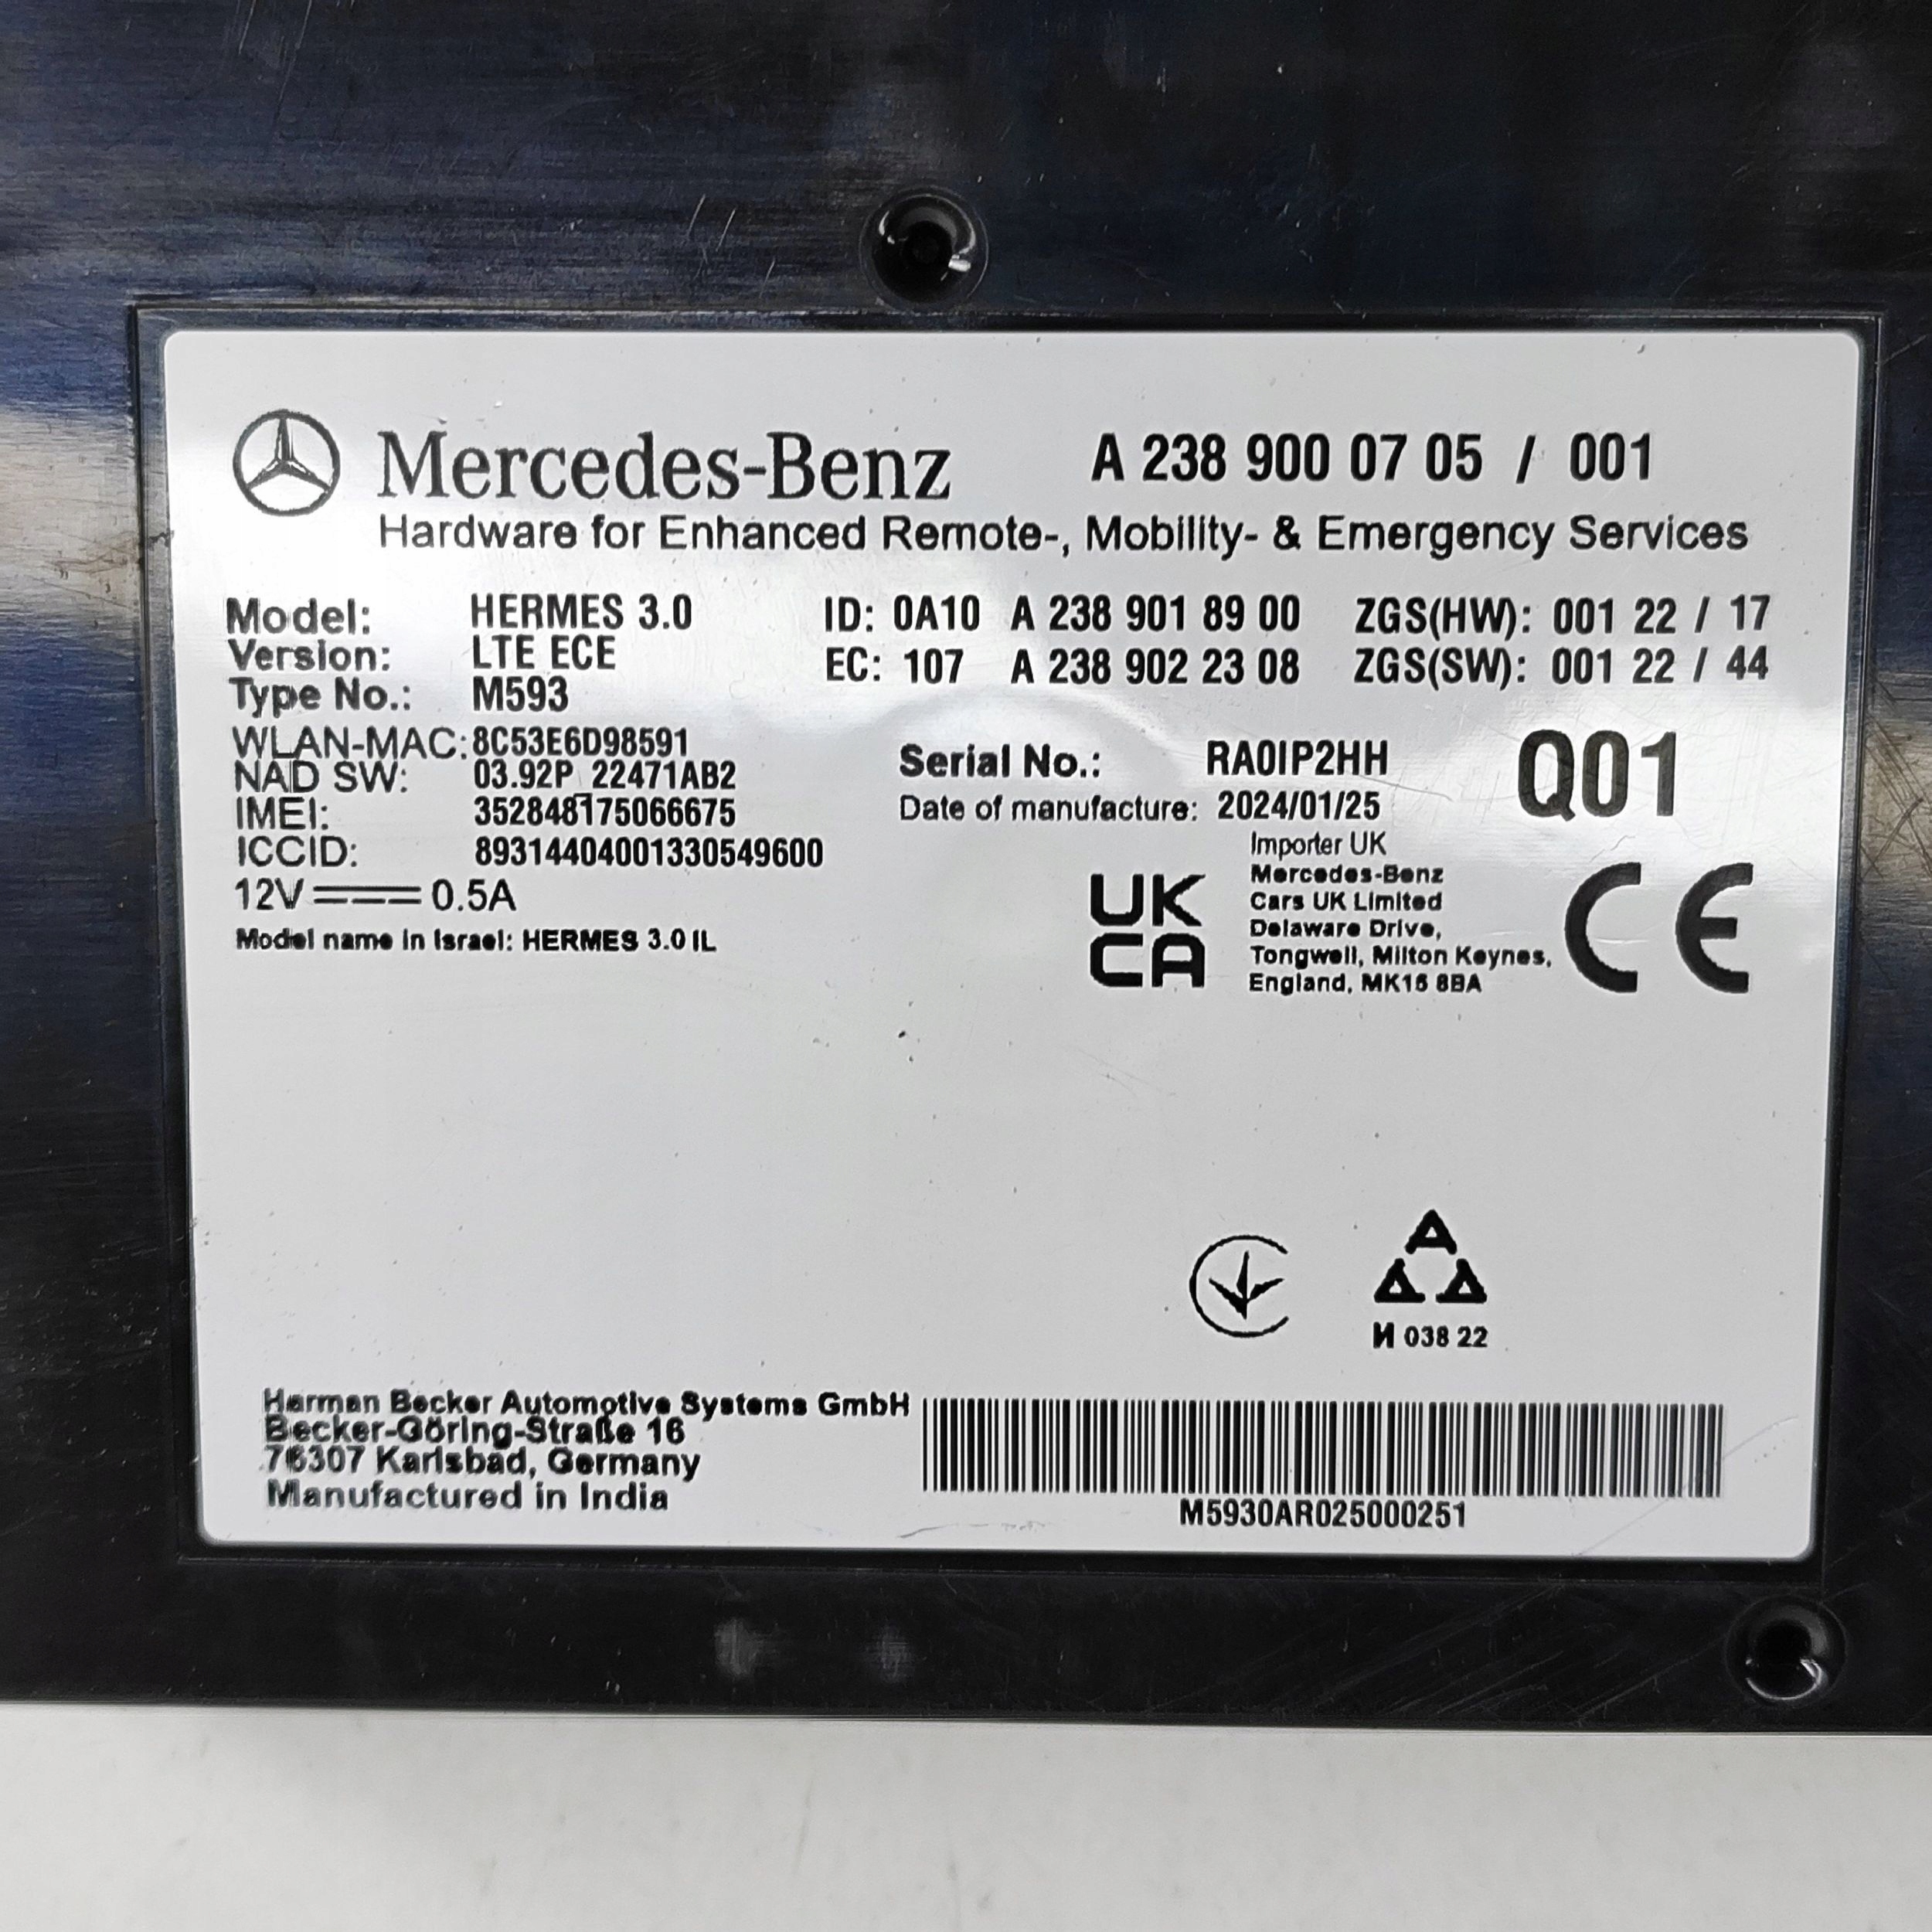 Mercedes-Benz A 238 900 07 05 / 001
Hardware for Enhanced Remote-, Mobility- & Emergency Services
Model: HERMES 3.0 ID: 0A10 A 238 901 89 00 ZGS(HW): 001 22 / 17
Version: LTE ECE EC: 107 A 238 902 23 08 ZGS(SW): 001 22 / 44
Type No.: M593
WLAN-MAC: 8C53E6D98591
NAD SW: 03.92P_22471AB2
IMEI: 352848175066675
ICCID: 89314404001330549600
12V 0.5A
Model name in Israel: HERMES 3.0 IL
Serial No.: RA0IP2HH Q01
Date of manufacture: 2024/01/25
UK
CA
Importer UK
Mercedes-Benz
Cars UK Limited
Delaware Drive,
Tongwell, Milton Keynes,
England, MK15 8BA
CE
И 038 22
Harman Becker Automotive Systems GmbH
Becker-Göring-Straße 16
76307 Karlsbad, Germany
Manufactured in India
M5930AR025000251